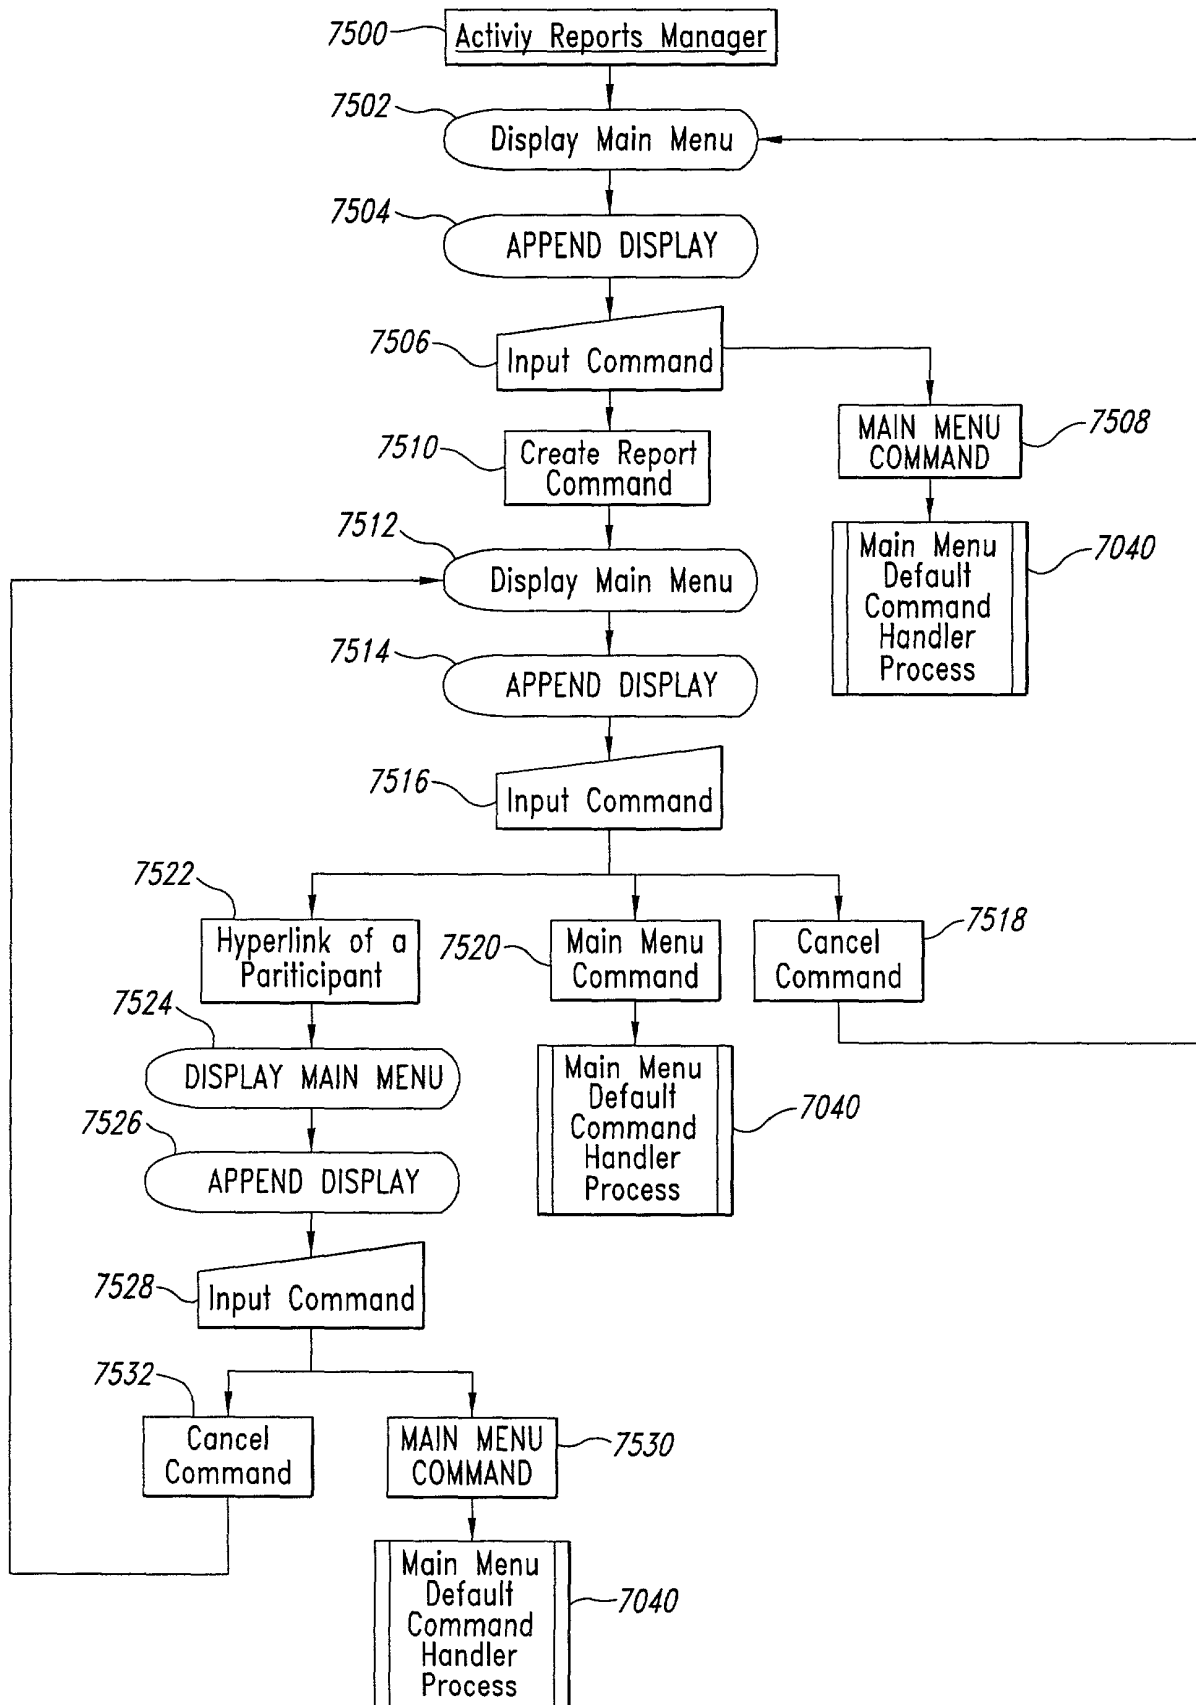 7500
Activiy Reports Manager
7502
Display Main Menu
7504
APPEND DISPLAY
7506
Input Command
7510
Create Report
Command
MAIN MENU
COMMAND
7508
7512
Display Main Menu
Main Menu
Default
Command
Handler
Process
7040
7514
APPEND DISPLAY
7516
Input Command
7522
Hyperlink of a
Pariticipant
7520
Main Menu
Command
Cancel
Command
7518
7524
DISPLAY MAIN MENU
Main Menu
Default
Command
Handler
Process
7040
7526
APPEND DISPLAY
7528
Input Command
7532
Cancel
Command
MAIN MENU
COMMAND
7530
Main Menu
Default
Command
Handler
Process
7040